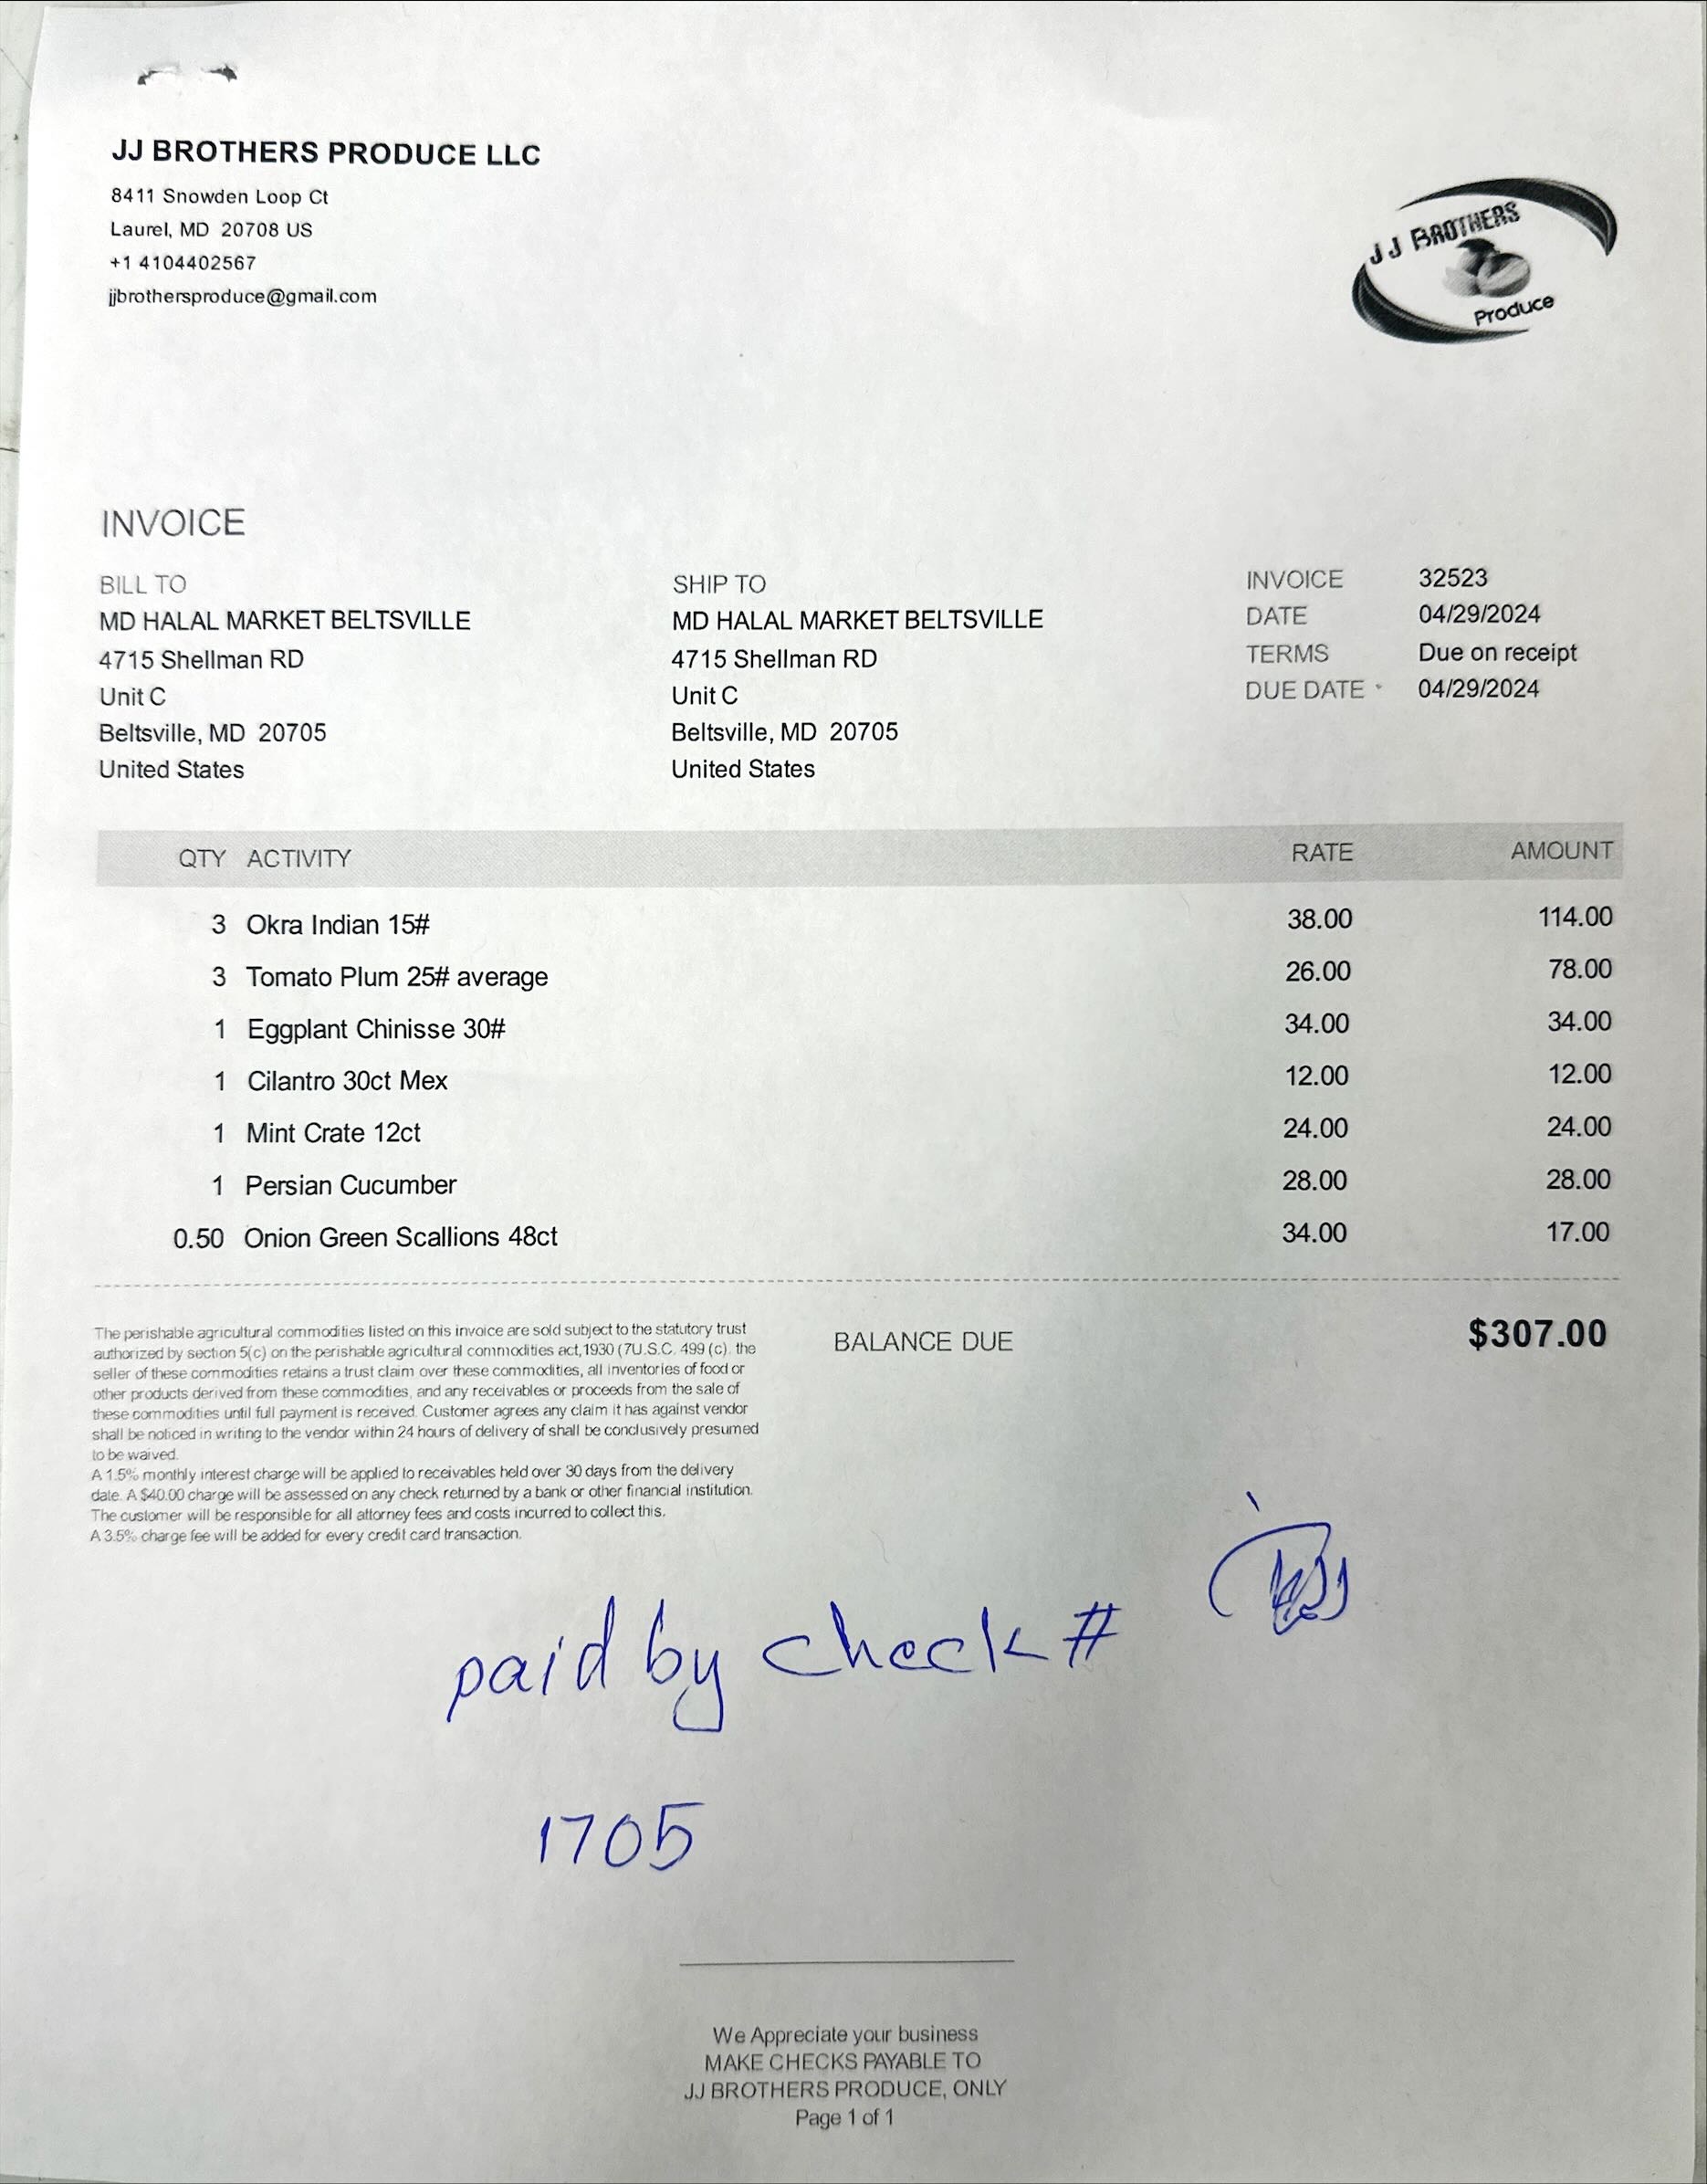 JJ BROTHERS PRODUCE LLC
8411 Snowden Loop Ct
Laurel, MD 20708 US
+1 4104402567
jjbrothersproduce@gmail.com
JJ BROTHERS
Produce
INVOICE
BILL TO
MD HALAL MARKET BELTSVILLE
4715 Shellman RD
Unit C
Beltsville, MD 20705
United States
SHIP TO
MD HALAL MARKET BELTSVILLE
4715 Shellman RD
Unit C
Beltsville, MD 20705
United States
INVOICE 32523
DATE 04/29/2024
TERMS Due on receipt
DUE DATE 04/29/2024
QTY ACTIVITY RATE AMOUNT
3 Okra Indian 15# 38.00 114.00
3 Tomato Plum 25# average 26.00 78.00
1 Eggplant Chinisse 30# 34.00 34.00
1 Cilantro 30ct Mex 12.00 12.00
1 Mint Crate 12ct 24.00 24.00
1 Persian Cucumber 28.00 28.00
0.50 Onion Green Scallions 48ct 34.00 17.00
The perishable agricultural commodities listed on this invoice are sold subject to the statutory trust
authorized by section 5(c) on the perishable agricultural commodities act,1930 (7U.S.C. 499 (c). the
seller of these commodities retains a trust claim over these commodities, all inventories of food or
other products derived from these commodities, and any receivables or proceeds from the sale of
these commodities until full payment is received. Customer agrees any claim it has against vendor
shall be noticed in writing to the vendor within 24 hours of delivery of shall be conclusively presumed
to be waived.
A 1.5% monthly interest charge will be applied to receivables held over 30 days from the delivery
date. A $40.00 charge will be assessed on any check returned by a bank or other financial institution.
The customer will be responsible for all attorney fees and costs incurred to collect this.
A 3.5% charge fee will be added for every credit card transaction.
BALANCE DUE $307.00
paid by check #
1705
We Appreciate your business
MAKE CHECKS PAYABLE TO
JJ BROTHERS PRODUCE, ONLY
Page 1 of 1